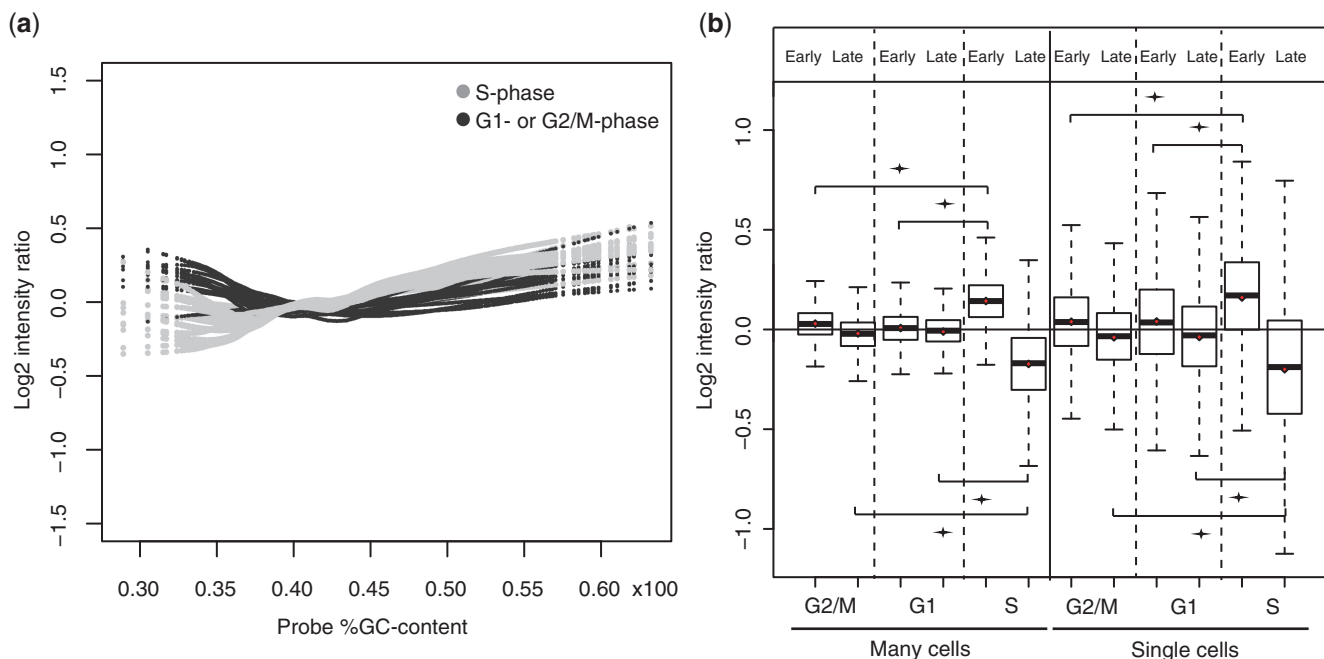 (a)
Log2 intensity ratio
1.5
1.0
0.5
0.0
−0.5
−1.0
−1.5
S-phase
G1- or G2/M-phase
0.30 0.35 0.40 0.45 0.50 0.55 0.60 x100
Probe %GC-content
(b)
Early Late Early Late Early Late Early Late Early Late Early Late
Log2 intensity ratio
1.0
0.5
0.0
−0.5
−1.0
G2/M G1 S G2/M G1 S
Many cells Single cells